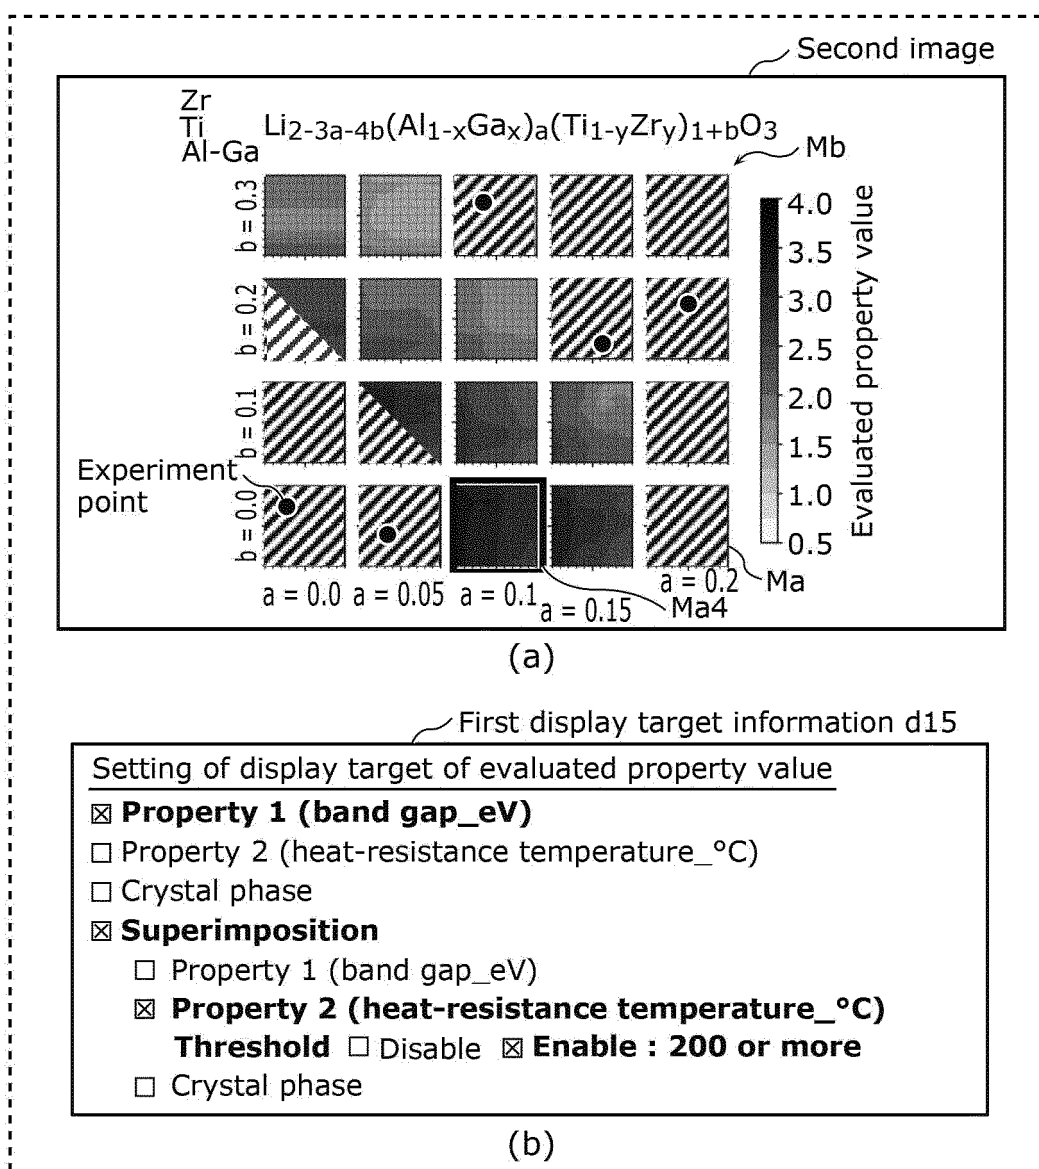 Second image
Zr
Ti
Al-Ga
Li2-3a-4b(Al1-xGax)a(Ti1-yZry)1+bO3
Mb
b = 0.3
b = 0.2
b = 0.1
b = 0.0
4.0
3.5
3.0
2.5
2.0
1.5
1.0
0.5
Evaluated property value
Experiment
point
a = 0.0
a = 0.05
a = 0.1
a = 0.15
a = 0.2
Ma
Ma4
(a)
First display target information d15
Setting of display target of evaluated property value
☒ Property 1 (band gap_eV)
☐ Property 2 (heat-resistance temperature_°C)
☐ Crystal phase
☒ Superimposition
☐ Property 1 (band gap_eV)
☒ Property 2 (heat-resistance temperature_°C)
Threshold ☐ Disable ☒ Enable : 200 or more
☐ Crystal phase
(b)